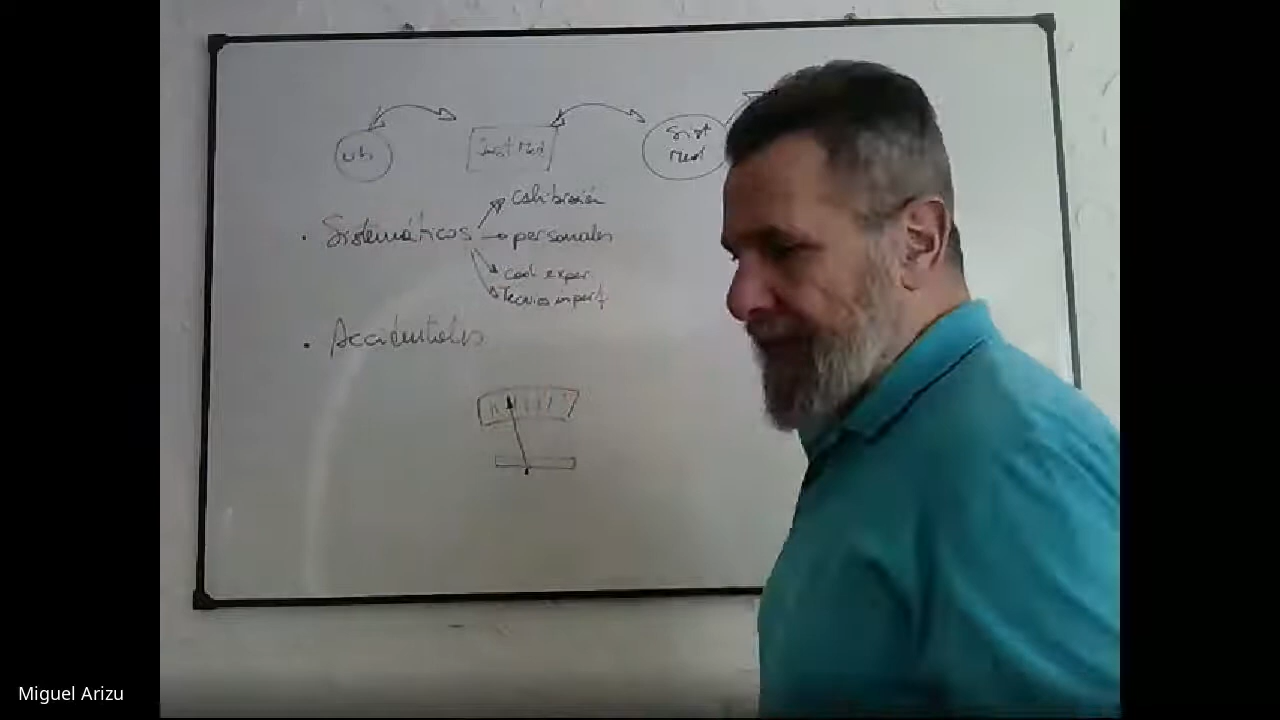 Sist
Med
Inst Med
· Sistemáticos
Calibración
personales
cond exper.
Tecnica imperf
· Accidentales
Miguel Arizu